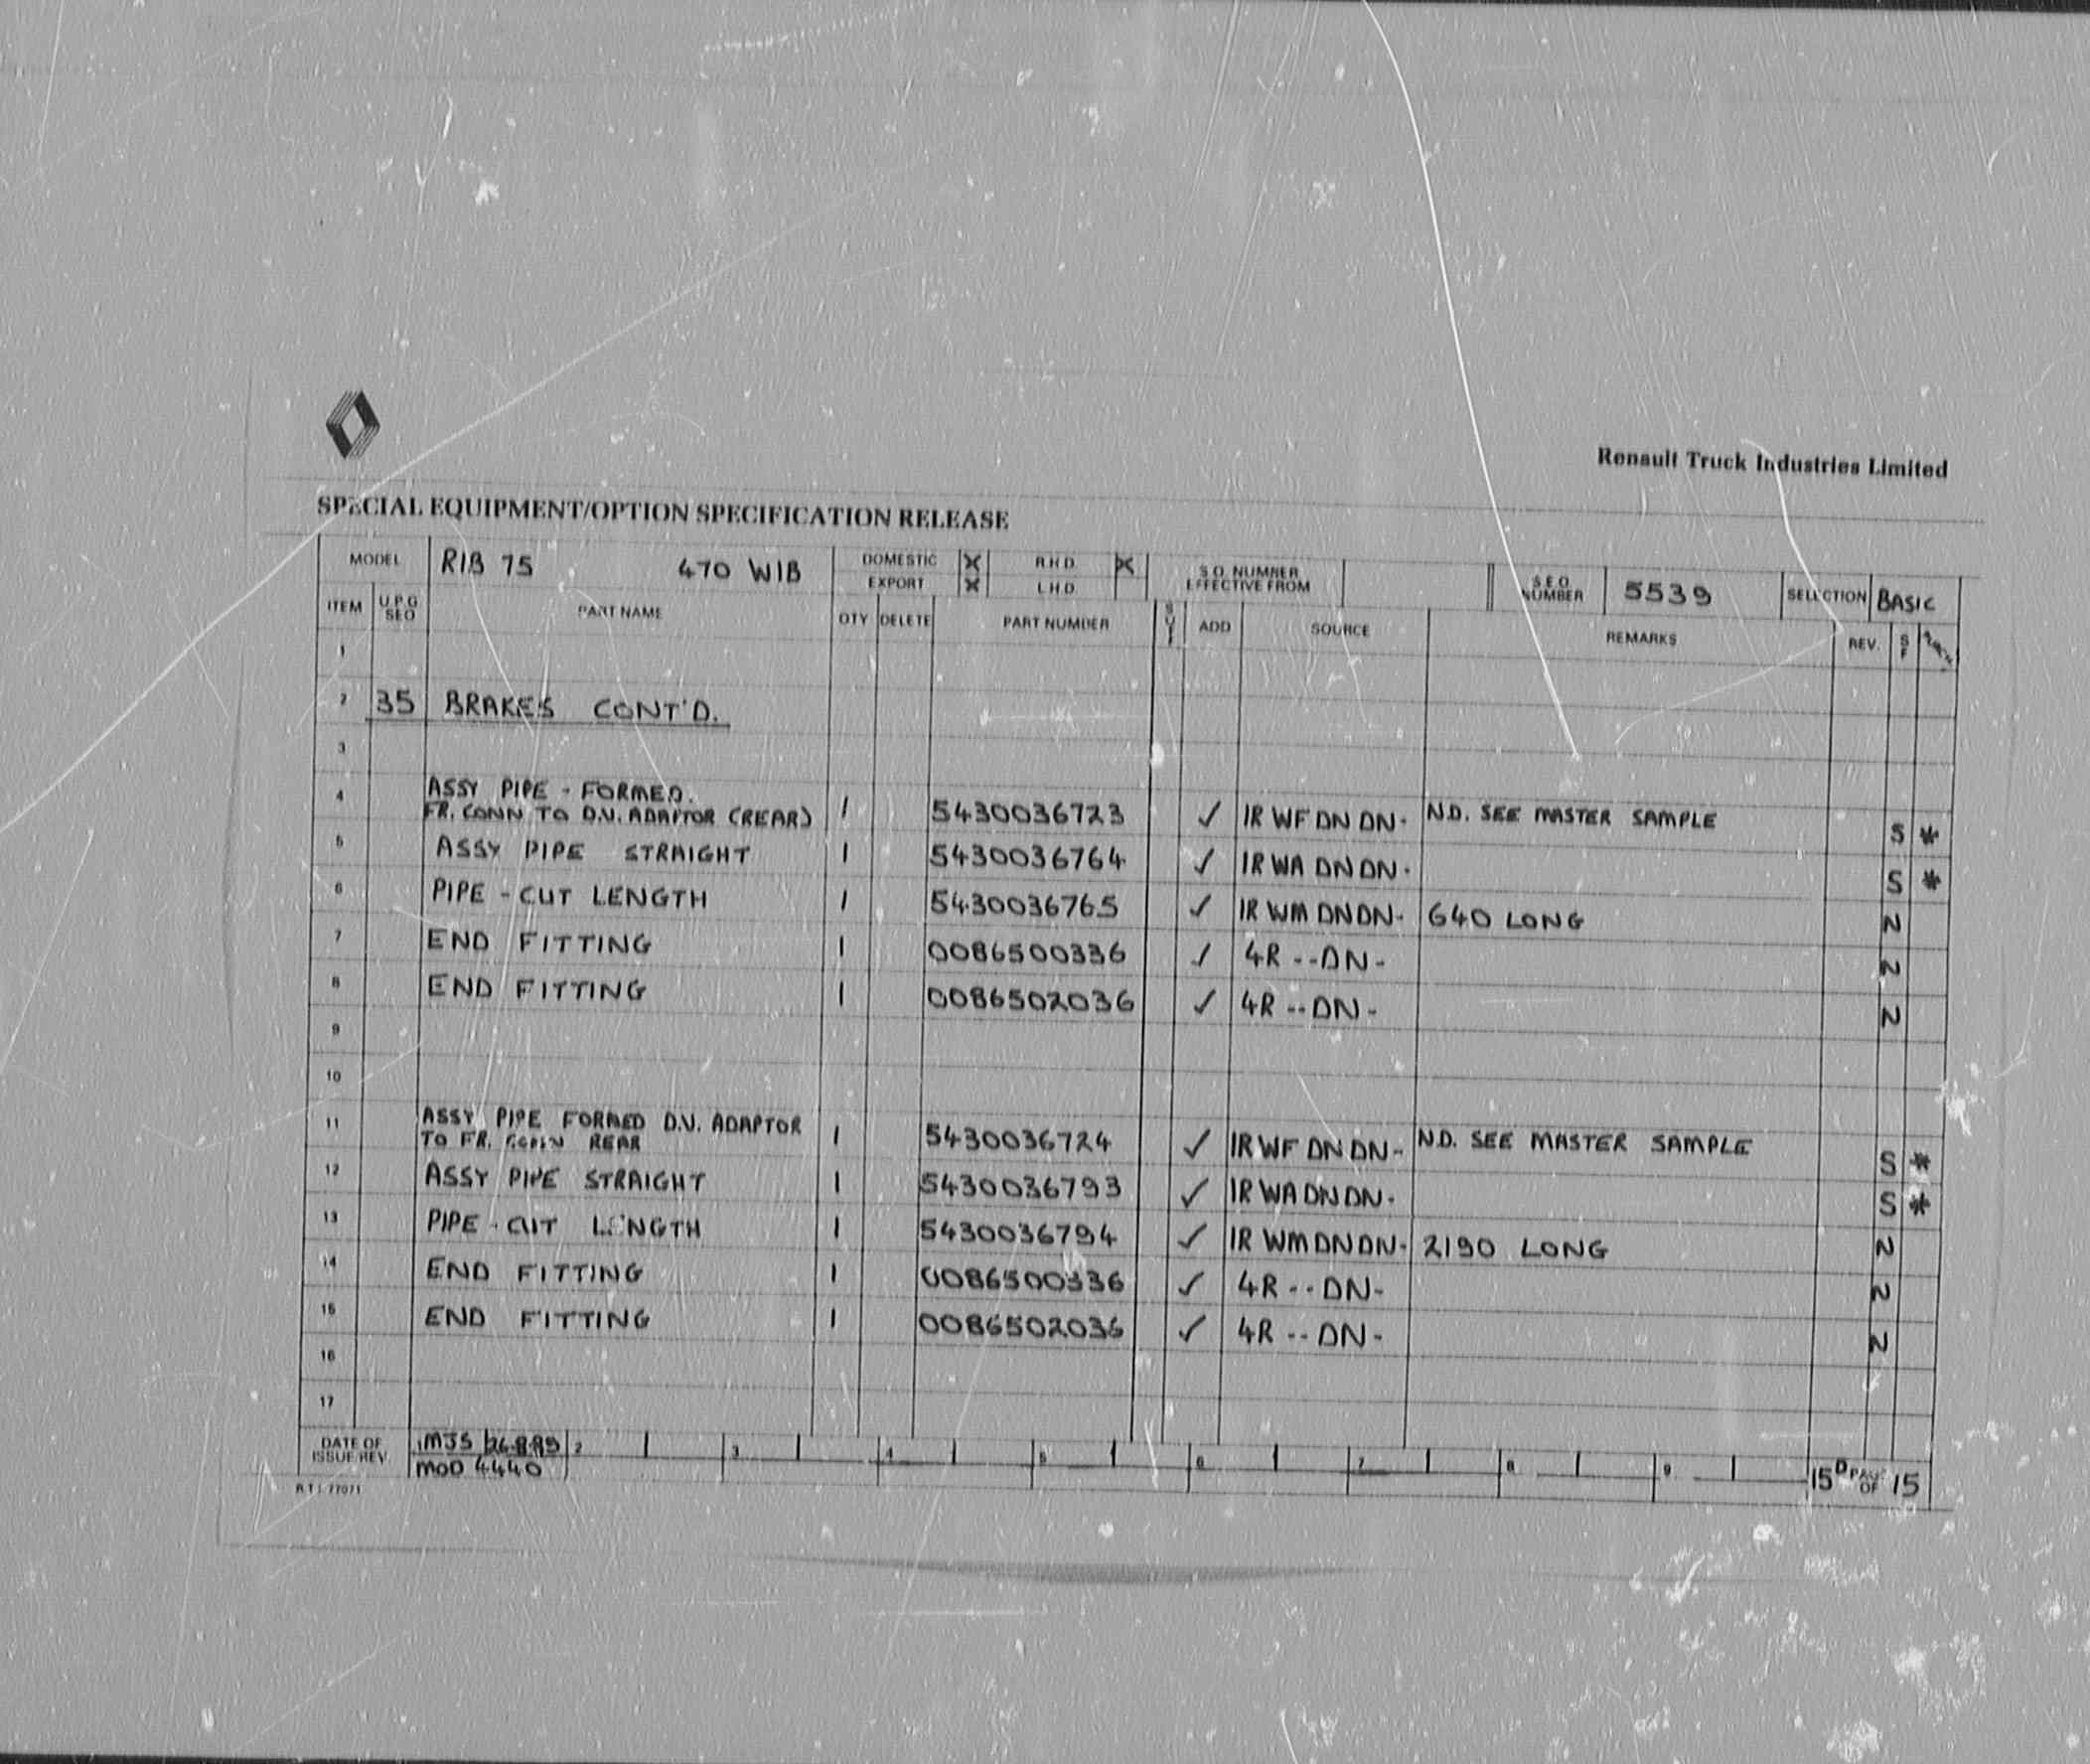 Renault Truck Industries Limited
SPECIAL EQUIPMENT/OPTION SPECIFICATION RELEASE
MODEL RIB 75 470 WIB DOMESTIC X R.H.D. X S.O. NUMBER EFFECTIVE FROM S.E.O. NUMBER 5539 SELECTION BASIC
EXPORT X L.H.D.
ITEM U.P.G SEO PART NAME QTY DELETE PART NUMBER ADD SOURCE REMARKS REV. S F
1
2 35 BRAKES CONT'D.
3
4 ASSY PIPE - FORMED.
FR. CONN TO D.V. ADAPTOR (REAR) 1 5430036723 ✓ IR WF DN DN- N.D. SEE MASTER SAMPLE S *
5 ASSY PIPE STRAIGHT 1 5430036764 ✓ IR WA DN DN- S *
6 PIPE - CUT LENGTH 1 5430036765 ✓ IR WM DN DN- 640 LONG N
7 END FITTING 1 0086500336 ✓ 4R --DN- N
8 END FITTING 1 0086502036 ✓ 4R --DN- N
9
10
11 ASSY PIPE FORMED D.V. ADAPTOR
TO FR. CONN REAR 1 5430036724 ✓ IR WF DN DN- N.D. SEE MASTER SAMPLE S *
12 ASSY PIPE STRAIGHT 1 5430036793 ✓ IR WA DN DN- S *
13 PIPE - CUT LENGTH 1 5430036794 ✓ IR WM DN DN- 2190 LONG N
14 END FITTING 1 0086500336 ✓ 4R --DN- N
15 END FITTING 1 0086502036 ✓ 4R --DN- N
16
17
DATE OF ISSUE/REV. 1 MJS 2 3 4 5 6 7 8 9 15D PAGE OF 15
MOD 4440
R.T.I. 77071